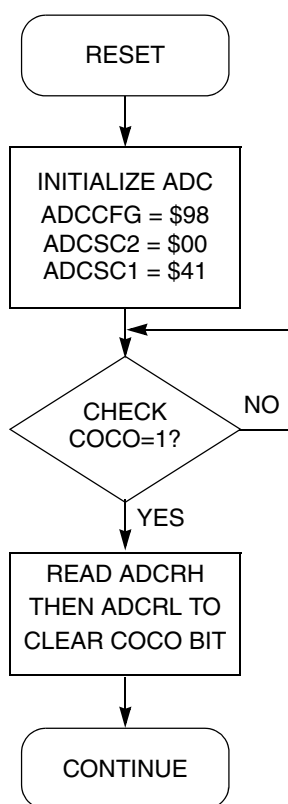 RESET
INITIALIZE ADC
ADCCFG = $98
ADCSC2 = $00
ADCSC1 = $41
CHECK
COCO=1?
NO
YES
READ ADCRH
THEN ADCRL TO
CLEAR COCO BIT
CONTINUE